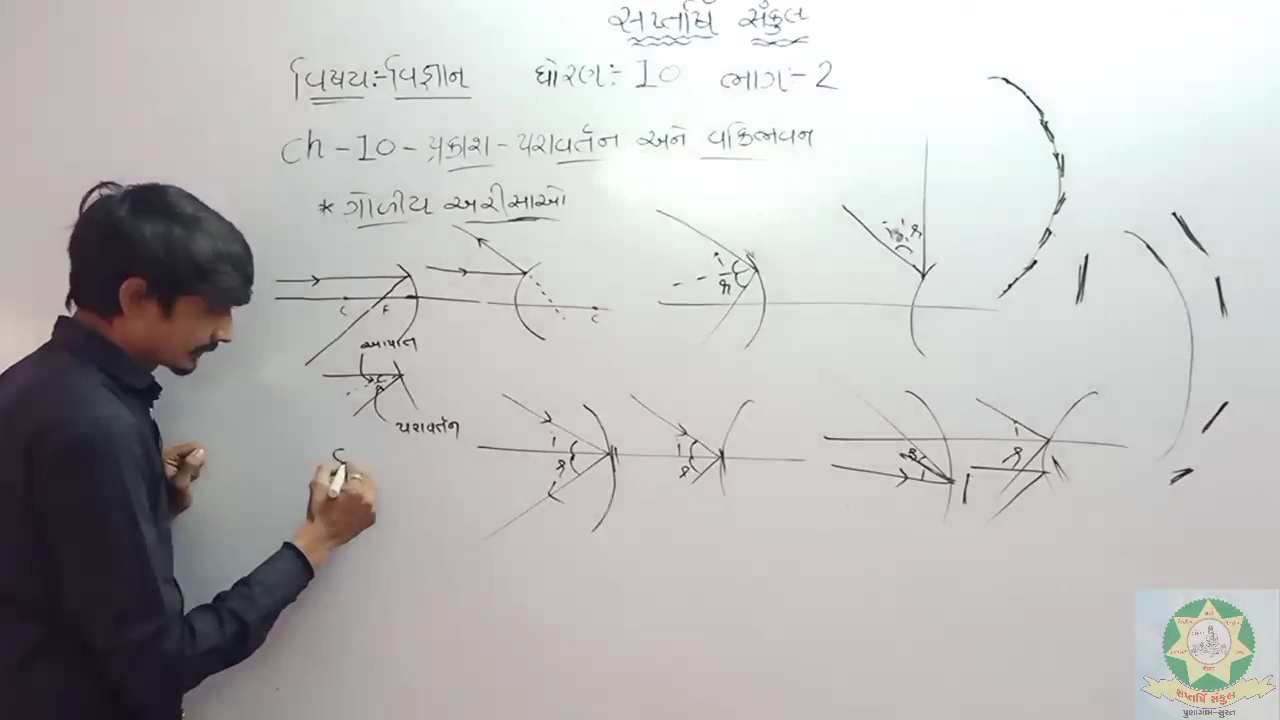 સપ્તર્ષિ સંકુલ
વિષય:- વિજ્ઞાન ધોરણ:- 10 ભાગ:- 2
Ch - 10 - પ્રકાશ - પરાવર્તન અને વક્રિભવન
* ગોળીય અરીસાઓ
C F
C
i
r
i r
આપાત
i
r
પરાવર્તન
i
r
i
r
r
i
i
r
સપ્તર્ષિ સંકુલ
પુણાગામ-સુરત